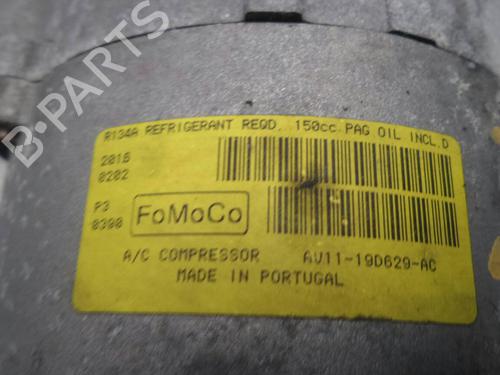 R134A REFRIGERANT REQD. 150cc PAG OIL INCL.D
2016
0202
P3
0390
FoMoCo
A/C COMPRESSOR AV11-19D629-AC
MADE IN PORTUGAL
B-PARTS